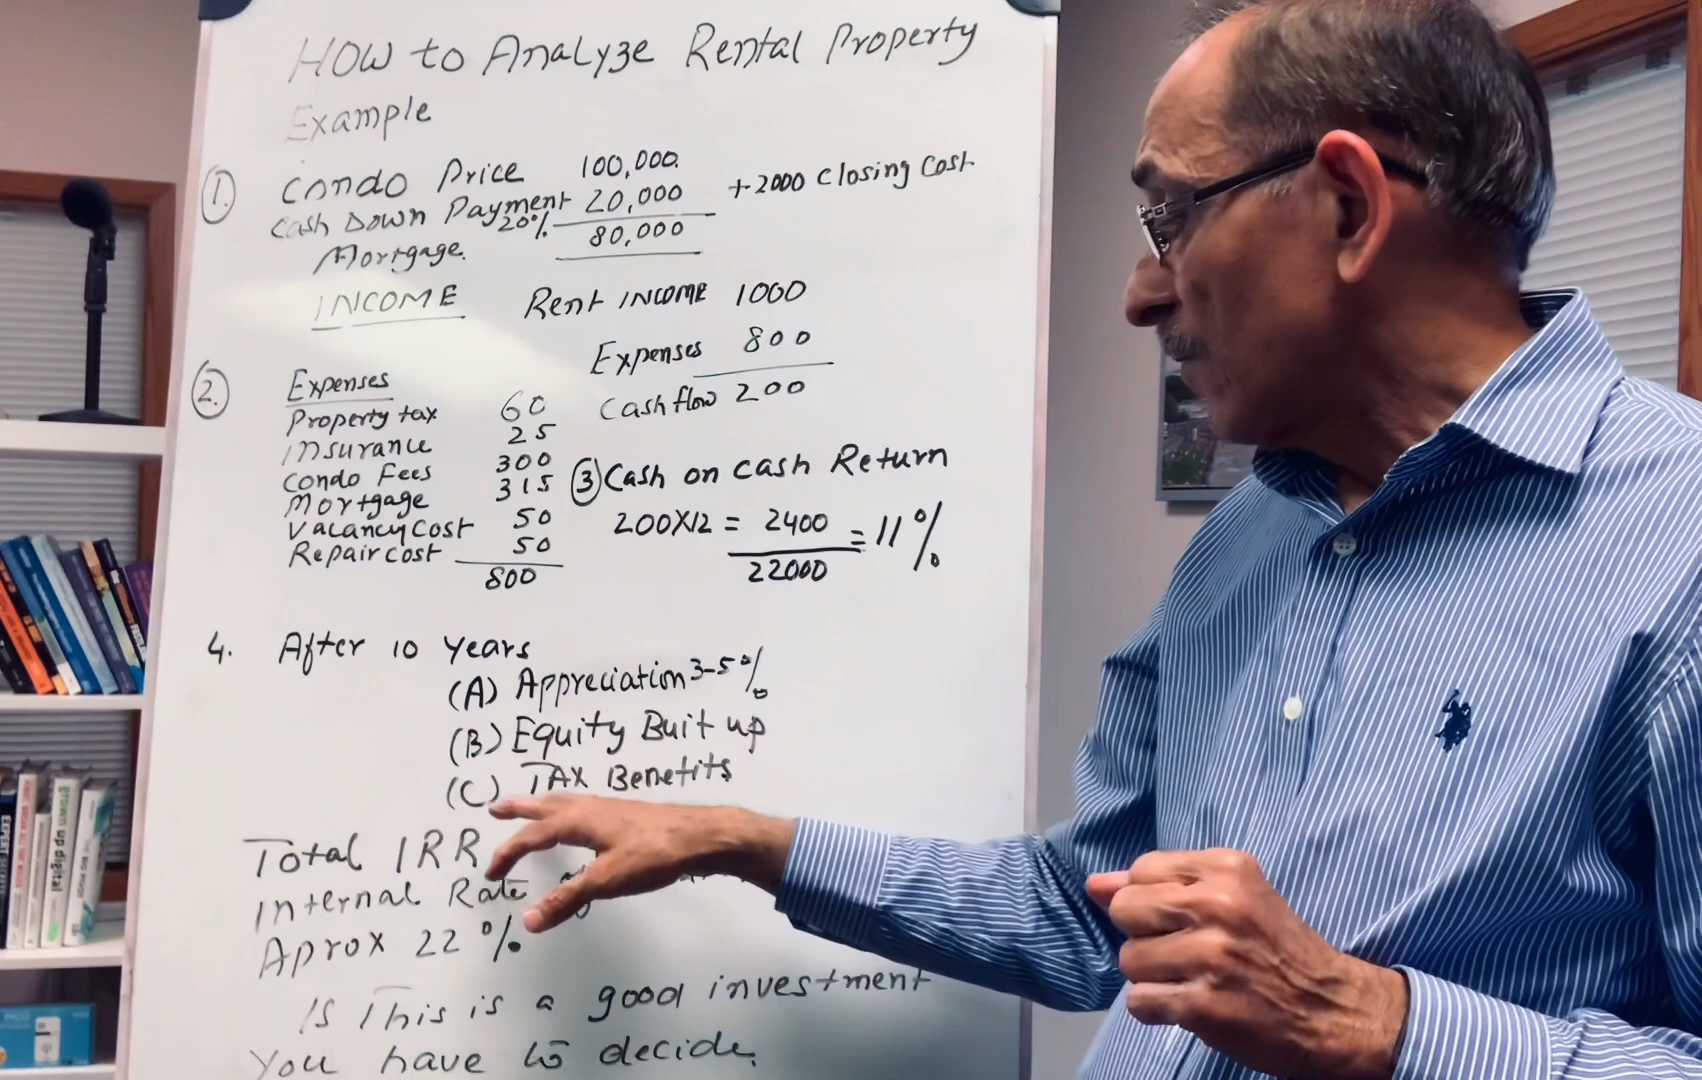 HOW to Analyze Rental Property
Example
1. Condo Price 100,000.
Cash Down Payment 20,000 + 2000 Closing Cost
20%
Mortgage. 80,000
INCOME Rent INCOME 1000
Expenses 800
Cash flow 200
2. Expenses
Property tax 60
Insurance 25
Condo Fees 300
Mortgage 315
Vacancy Cost 50
Repair cost 50
800
3 Cash on cash Return
200X12 = 2400 = 11%
22000
4. After 10 Years
(A) Appreciation 3-5%
(B) Equity Buit up
(C) TAX Benefits
Total IRR
Internal Rate of
Aprox 22%
Is This is a good investment
You have to decide.
grown up digital